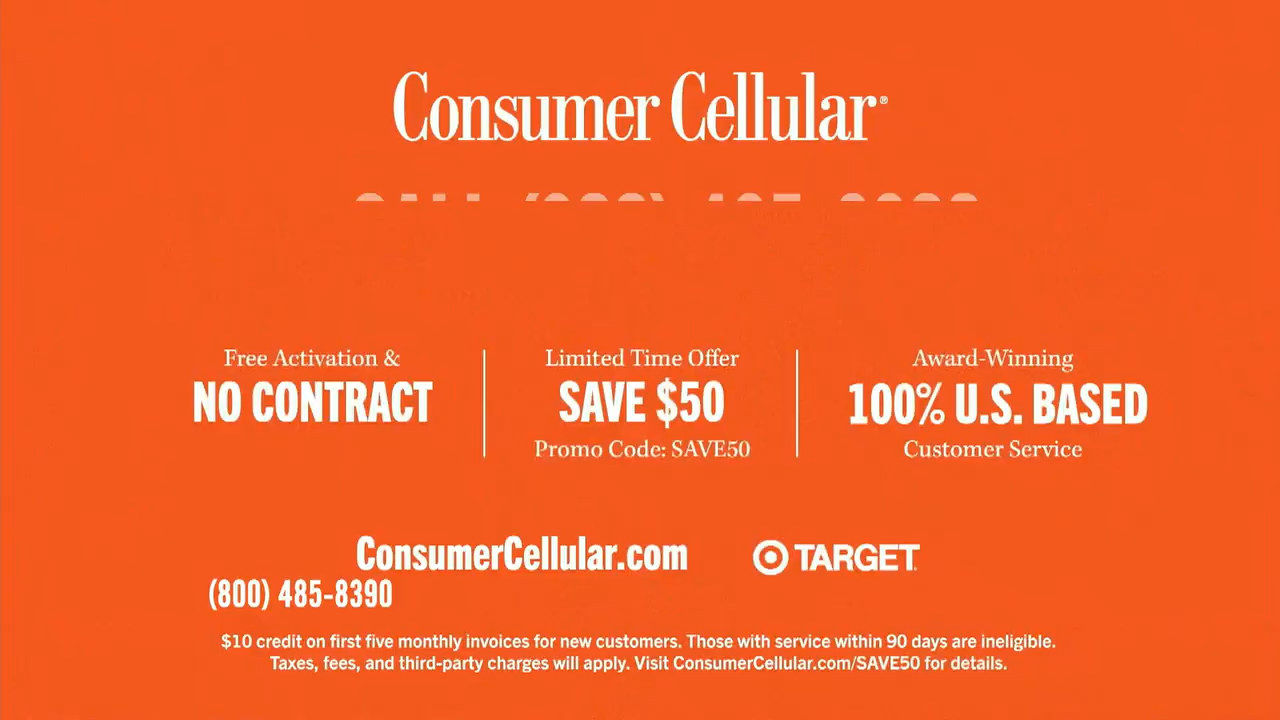 Consumer Cellular®
Free Activation &
NO CONTRACT
Limited Time Offer
SAVE $50
Promo Code: SAVE50
Award-Winning
100% U.S. BASED
Customer Service
ConsumerCellular.com
TARGET
(800) 485-8390
$10 credit on first five monthly invoices for new customers. Those with service within 90 days are ineligible.
Taxes, fees, and third-party charges will apply. Visit ConsumerCellular.com/SAVE50 for details.